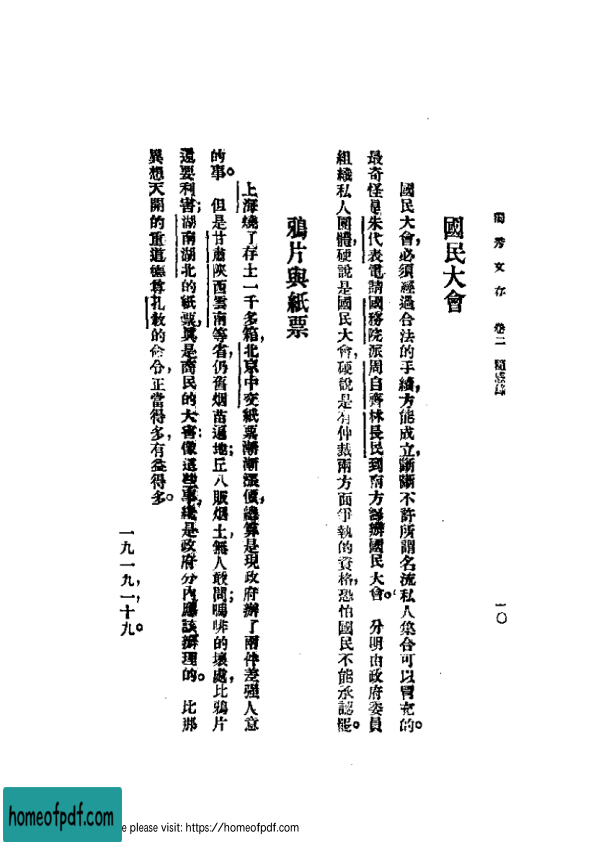 獨秀文存　卷二　隨感錄
一〇
國民大會
國民大會，必須經過合法的手續，方能成立，斷斷不許所謂名流私人集合可以冒充的。
最奇怪是朱代表電請國務院派周自齊林長民到南方籌辦國民大會。　分明由政府委員
組織私人團體，硬說是國民大會，硬說是有仲裁兩方面爭執的資格，恐怕國民不能承認罷。
鴉片與紙票
上海燒了存土一千多箱，北京中交紙票漸漸漲價，總算是現政府辦了兩件差強人意
的事。　但是甘肅陝西雲南等省，仍舊烟苗遍地；丘八販烟土，無人敢問；嗎啡的壞處，比鴉片
還要利害；湖南湖北的紙票，眞是商民的大害：像這些事，纔是政府分內應該辦理的。　比那
異想天開的重道德尊孔教的命令，正當得多，有益得多。
一九一九，一，十九。
homeofpdf.com
e please visit: https://homeofpdf.com